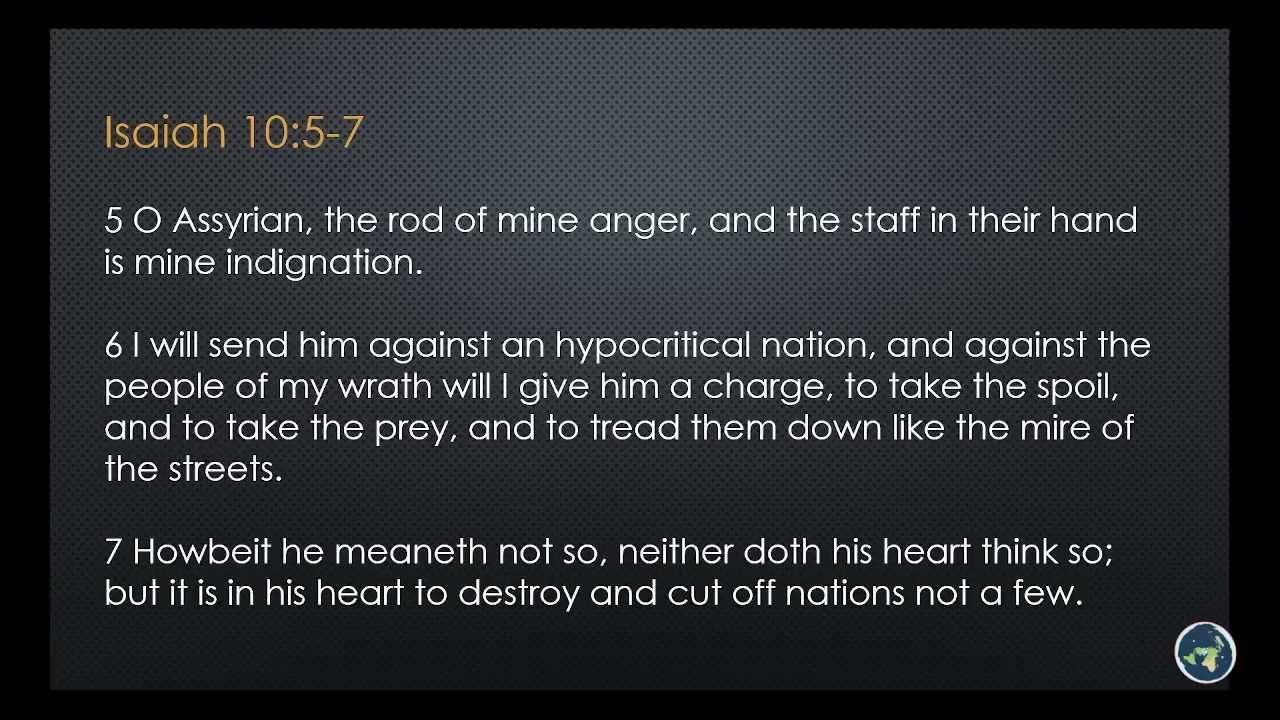 Isaiah 10:5-7
5 O Assyrian, the rod of mine anger, and the staff in their hand
is mine indignation.
6 I will send him against an hypocritical nation, and against the
people of my wrath will I give him a charge, to take the spoil,
and to take the prey, and to tread them down like the mire of
the streets.
7 Howbeit he meaneth not so, neither doth his heart think so;
but it is in his heart to destroy and cut off nations not a few.